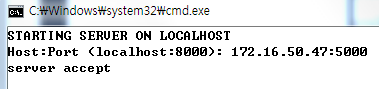 C:₩Windows₩system32₩cmd.exe
STARTING SERVER ON LOCALHOST
Host:Port (localhost:8000): 172.16.50.47:5000
server accept